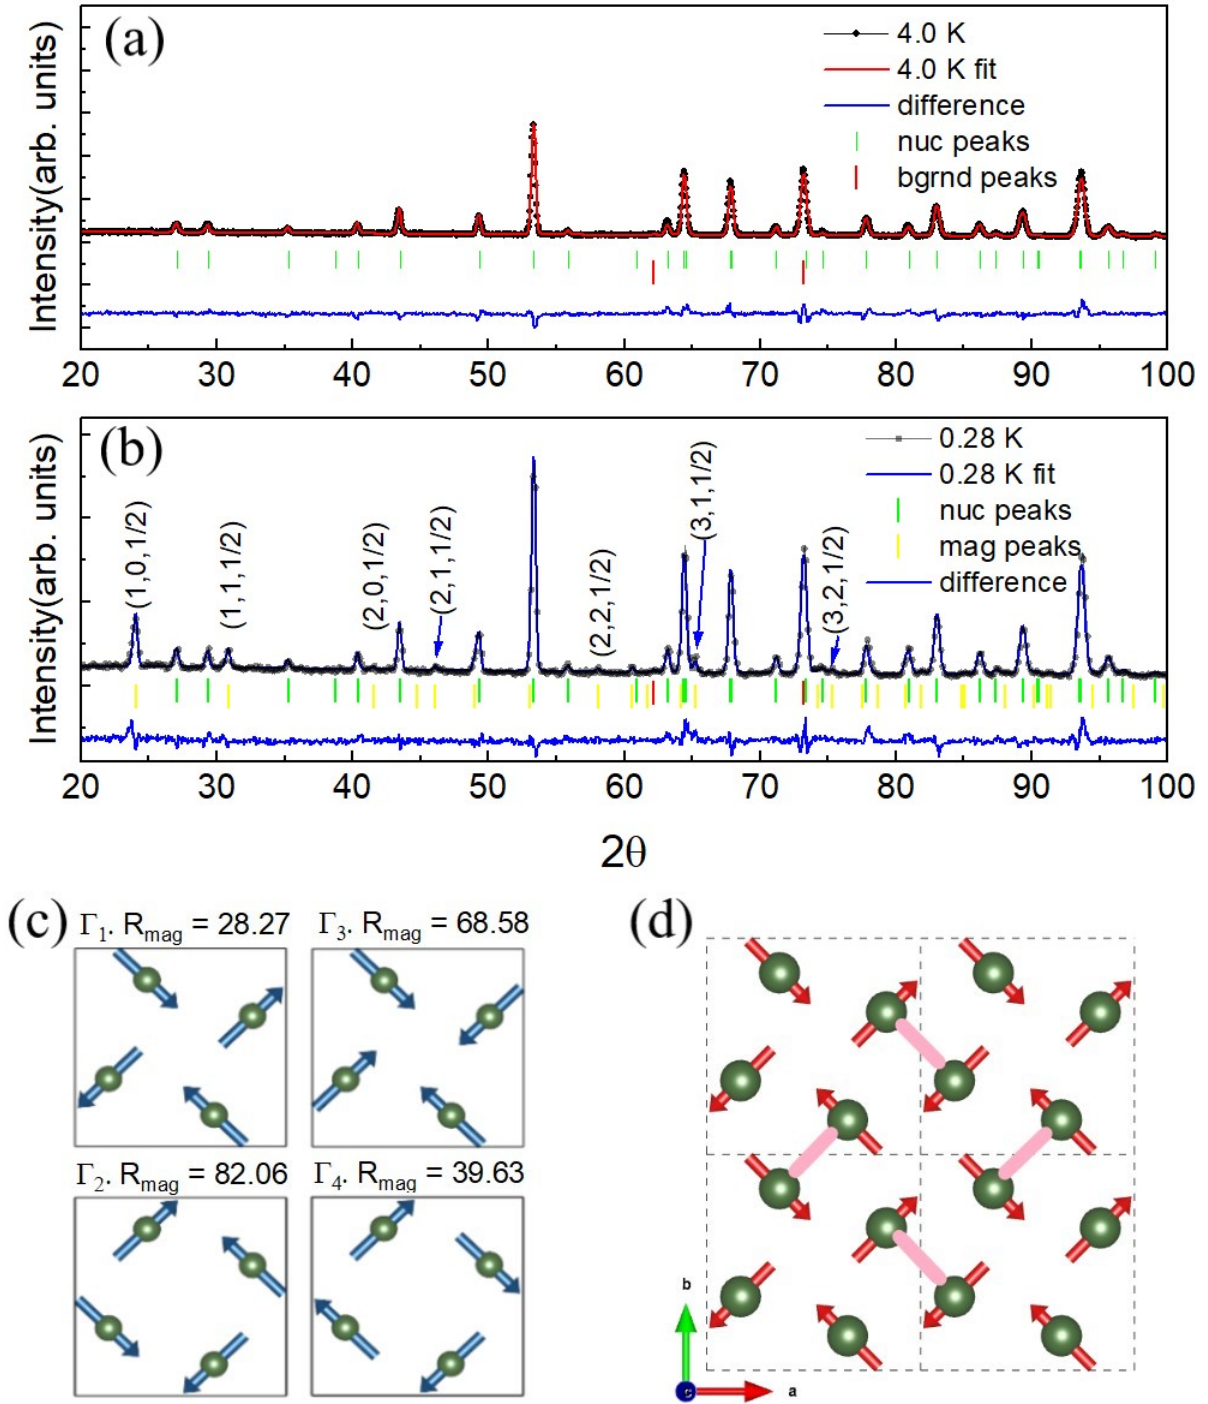 (a)
4.0 K
4.0 K fit
difference
nuc peaks
bgrnd peaks
Intensity(arb. units)
20 30 40 50 60 70 80 90 100
(b)
0.28 K
0.28 K fit
nuc peaks
mag peaks
difference
(1,0,1/2)
(1,1,1/2)
(2,0,1/2)
(2,1,1/2)
(2,2,1/2)
(3,1,1/2)
(3,2,1/2)
Intensity(arb. units)
20 30 40 50 60 70 80 90 100
2θ
(c)
Γ1. Rmag = 28.27
Γ3. Rmag = 68.58
Γ2. Rmag = 82.06
Γ4. Rmag = 39.63
(d)
b
c
a